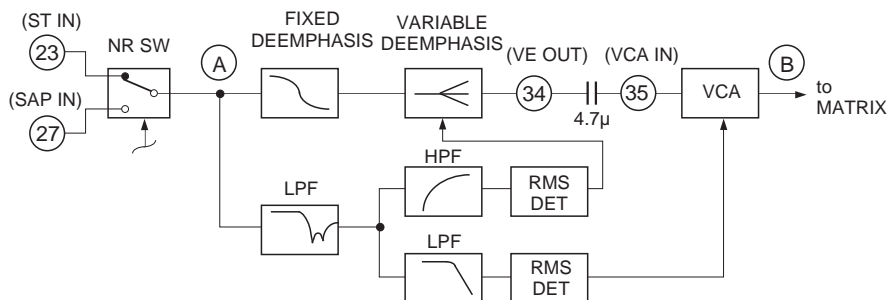 (ST IN)
23
NR SW
(SAP IN)
27
A
FIXED
DEEMPHASIS
VARIABLE
DEEMPHASIS
(VE OUT)
34
4.7μ
(VCA IN)
35
VCA
B
to
MATRIX
LPF
HPF
RMS
DET
LPF
RMS
DET